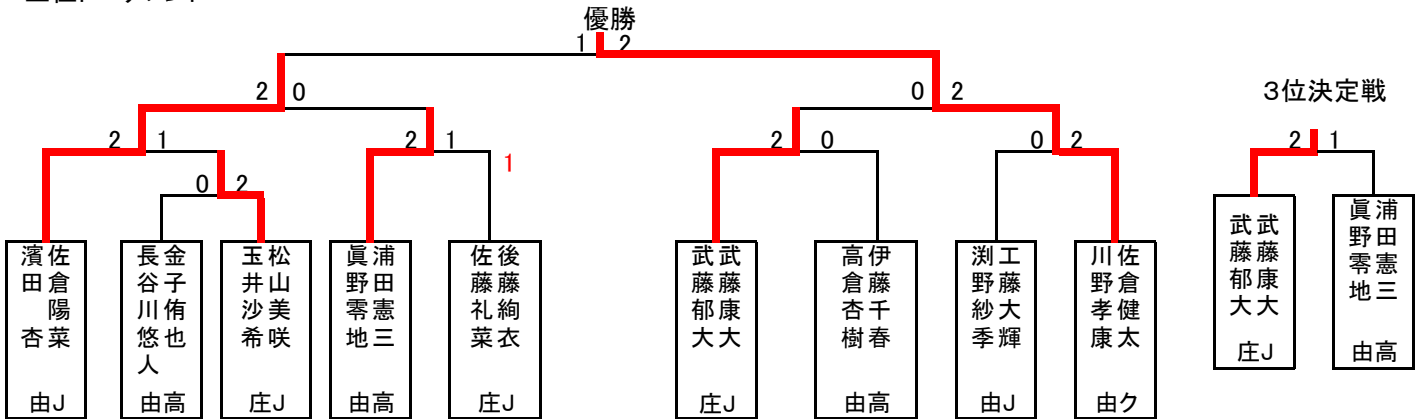 優勝
1 2
2 0
0 2
3位決定戦
2 1
2 1
1
2 0
0 2
2 1
0 2
佐倉陽菜
濱田 杏
由J
金子侑也
長谷川悠人
由高
松山美咲
玉井沙希
庄J
浦田憲三
眞野零地
由高
後藤絢衣
佐藤礼菜
庄J
武藤康大
武藤郁大
庄J
伊藤千春
高倉杏樹
由高
工藤大輝
渕野紗季
由J
佐倉健太
川野孝康
由ク
武藤康大
武藤郁大
庄J
浦田憲三
眞野零地
由高